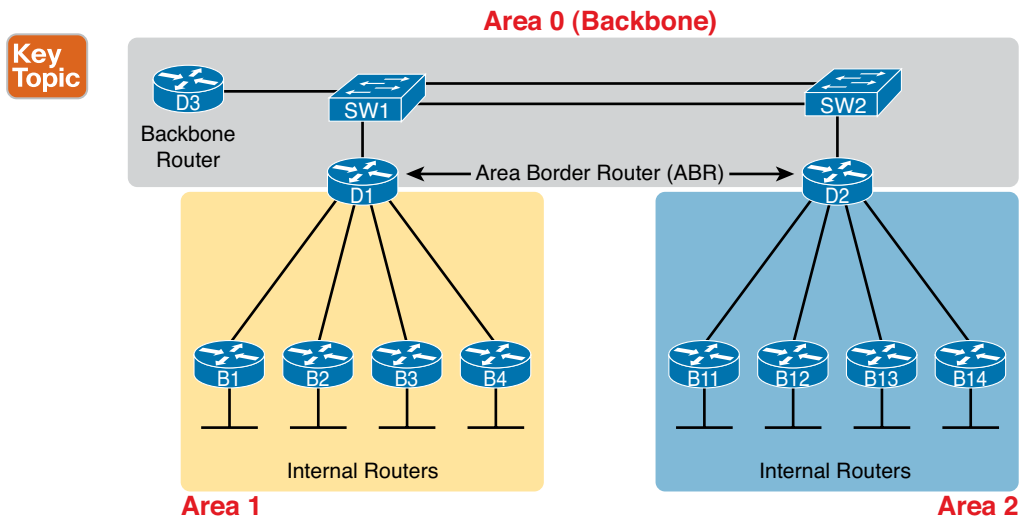 Key
Topic
Area 0 (Backbone)
D3
SW1
SW2
Backbone
Router
Area Border Router (ABR)
D1
D2
B1
B2
B3
B4
B11
B12
B13
B14
Internal Routers
Internal Routers
Area 1
Area 2